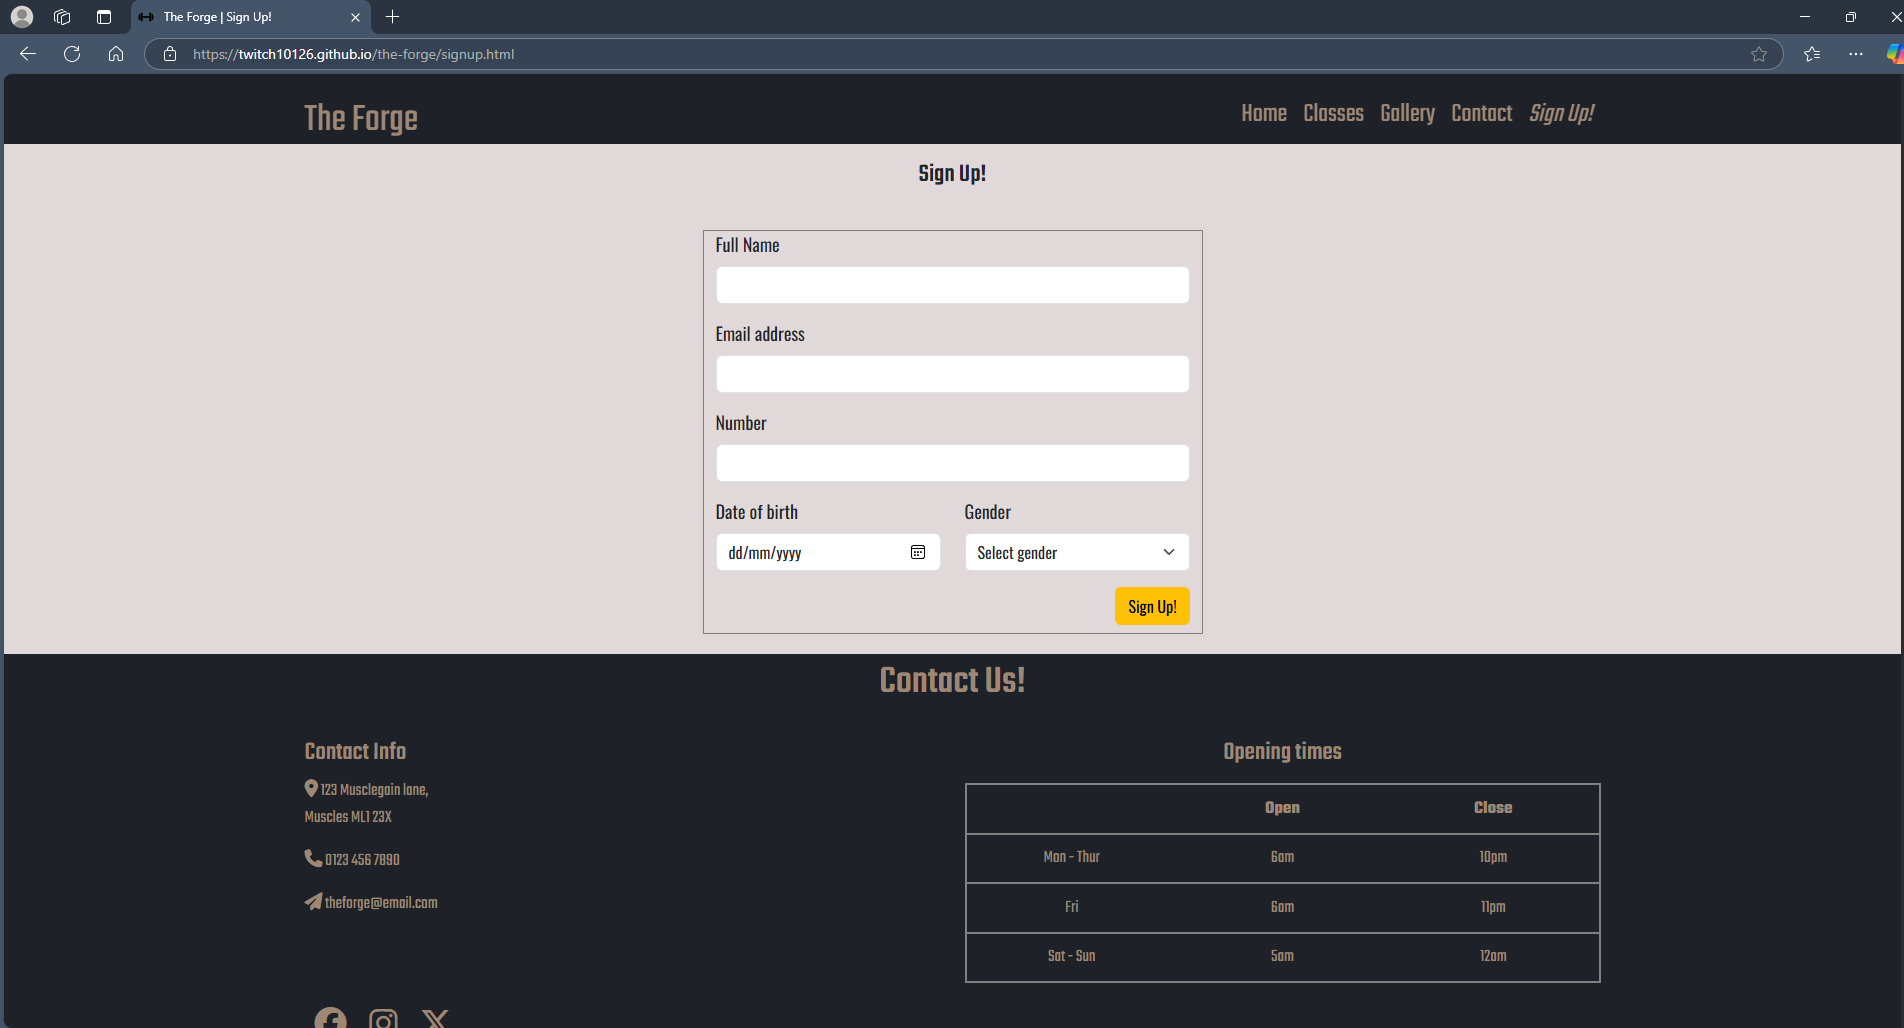 The Forge | Sign Up!
https://twitch10126.github.io/the-forge/signup.html
The Forge
Home Classes Gallery Contact Sign Up!
Sign Up!
Full Name
Email address
Number
Date of birth Gender
dd/mm/yyyy Select gender
Sign Up!
Contact Us!
Contact Info
123 Musclegain lane,
Muscles ML1 23X
0123 456 7890
theforge@email.com
Opening times
Open Close
Mon - Thur 6am 10pm
Fri 6am 11pm
Sat - Sun 5am 12am